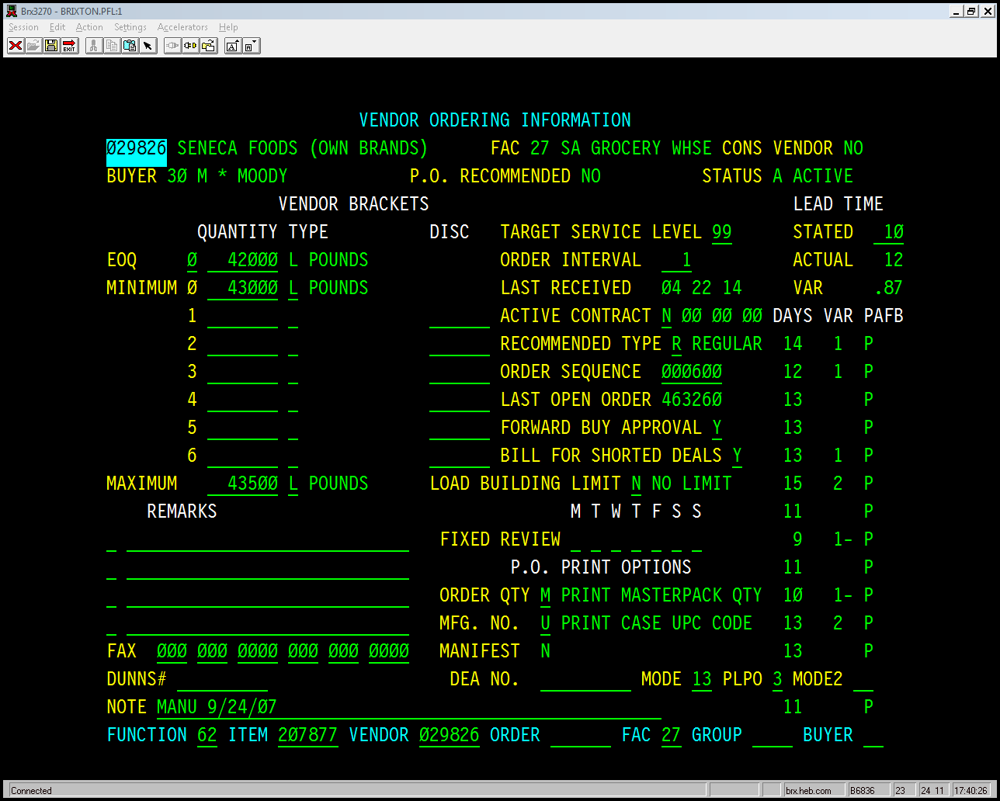 Brx3270 - BRIXTON.PFL:1
Session Edit Action Settings Accelerators Help
EXIT A A
VENDOR ORDERING INFORMATION
029826 SENECA FOODS (OWN BRANDS) FAC 27 SA GROCERY WHSE CONS VENDOR NO
BUYER 30 M * MOODY P.O. RECOMMENDED NO STATUS A ACTIVE
VENDOR BRACKETS LEAD TIME
QUANTITY TYPE DISC TARGET SERVICE LEVEL 99 STATED 10
EOQ 0 42000 L POUNDS ORDER INTERVAL 1 ACTUAL 12
MINIMUM 0 43000 L POUNDS LAST RECEIVED 04 22 14 VAR .87
1 ACTIVE CONTRACT N 00 00 00 DAYS VAR PAFB
2 RECOMMENDED TYPE R REGULAR 14 1 P
3 ORDER SEQUENCE 000600 12 1 P
4 LAST OPEN ORDER 463260 13 P
5 FORWARD BUY APPROVAL Y 13 P
6 BILL FOR SHORTED DEALS Y 13 1 P
MAXIMUM 43500 L POUNDS LOAD BUILDING LIMIT N NO LIMIT 15 2 P
REMARKS M T W T F S S 11 P
FIXED REVIEW 9 1- P
P.O. PRINT OPTIONS 11 P
ORDER QTY M PRINT MASTERPACK QTY 10 1- P
MFG. NO. U PRINT CASE UPC CODE 13 2 P
FAX 000 000 0000 000 000 0000 MANIFEST N 13 P
DUNNS# DEA NO. MODE 13 PLPO 3 MODE2
NOTE MANU 9/24/07 11 P
FUNCTION 62 ITEM 207877 VENDOR 029826 ORDER FAC 27 GROUP BUYER
Connected brx.heb.com B6836 23 24 11 17:40:26